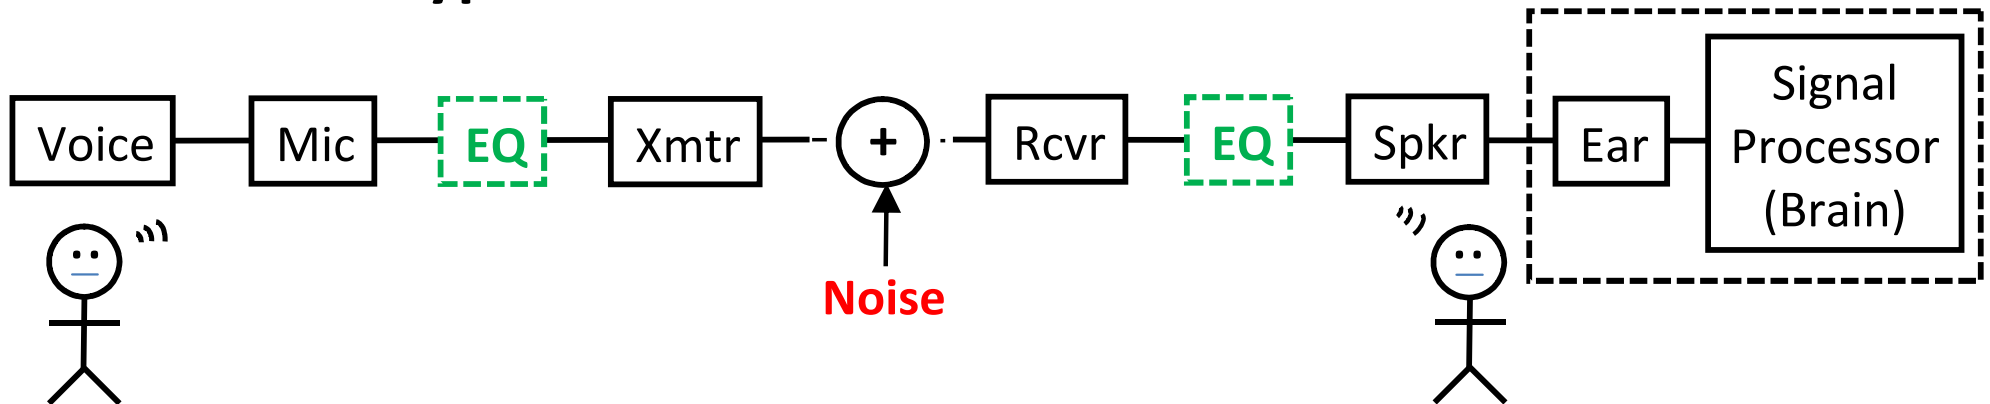 Voice
Mic
EQ
Xmtr
+
Rcvr
EQ
Spkr
Ear
Signal
Processor
(Brain)
Noise